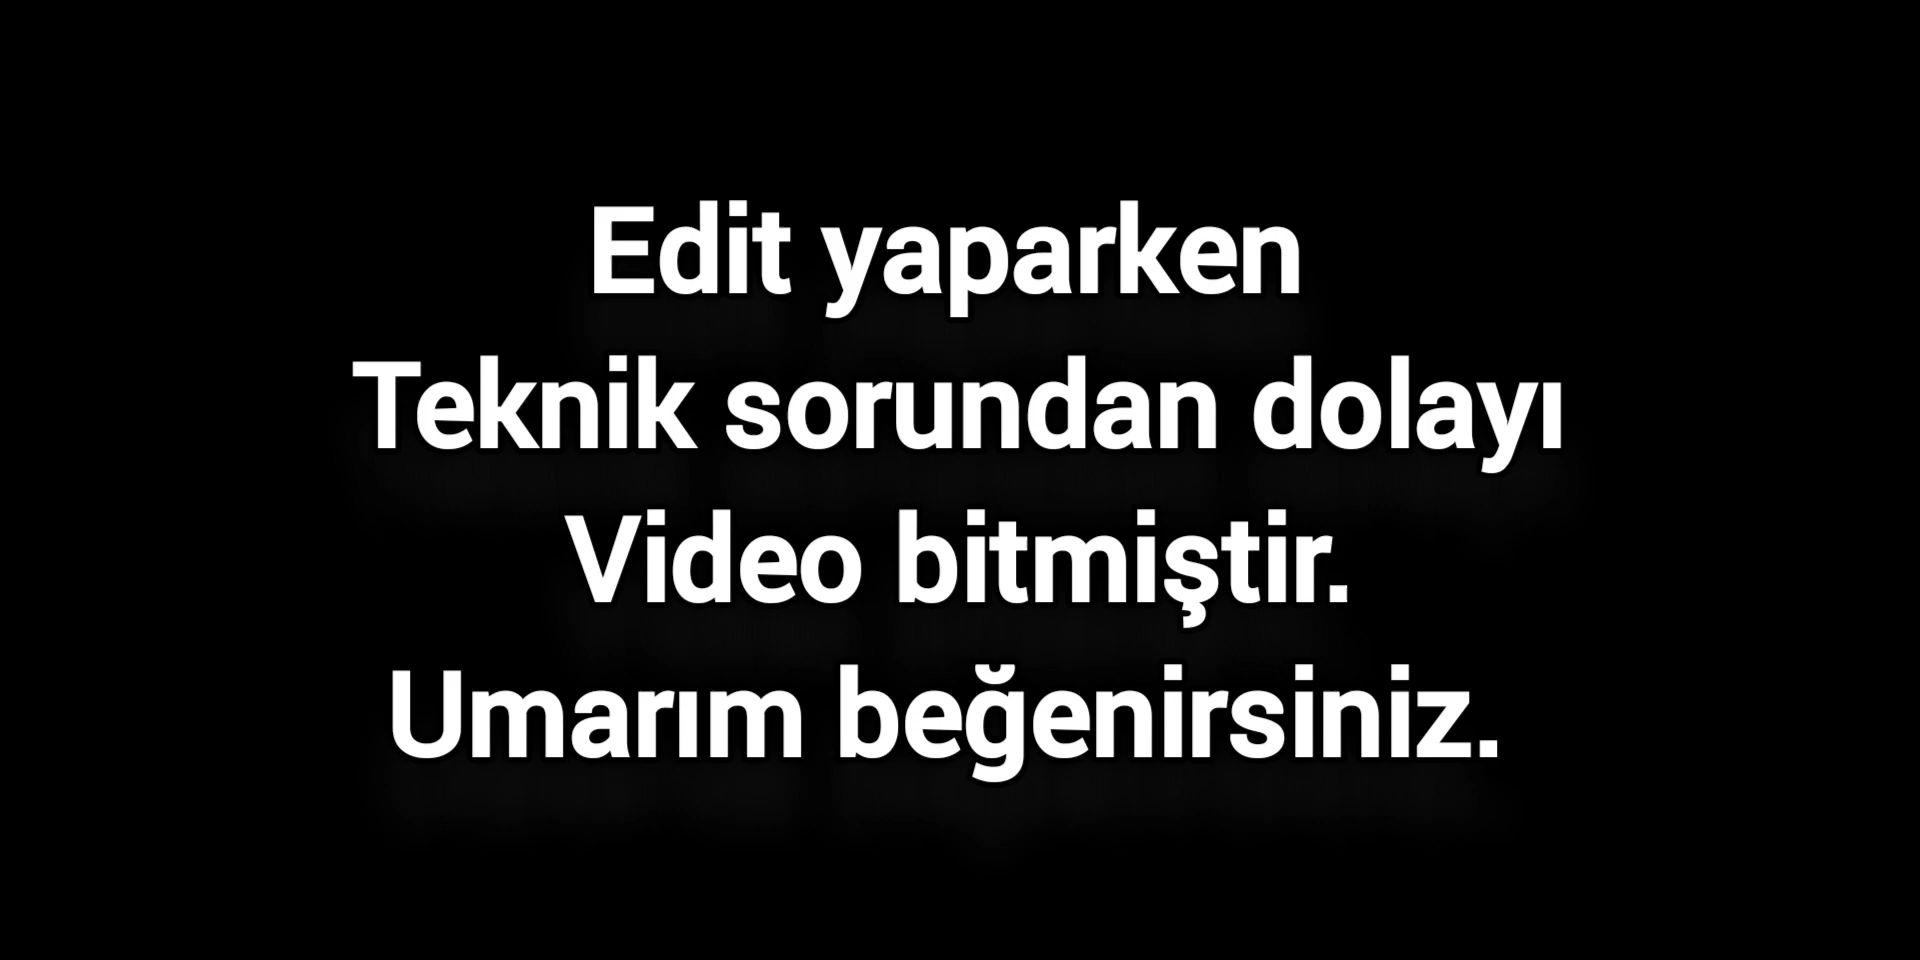 Edit yaparken
Teknik sorundan dolayı
Video bitmiştir.
Umarım beğenirsiniz.